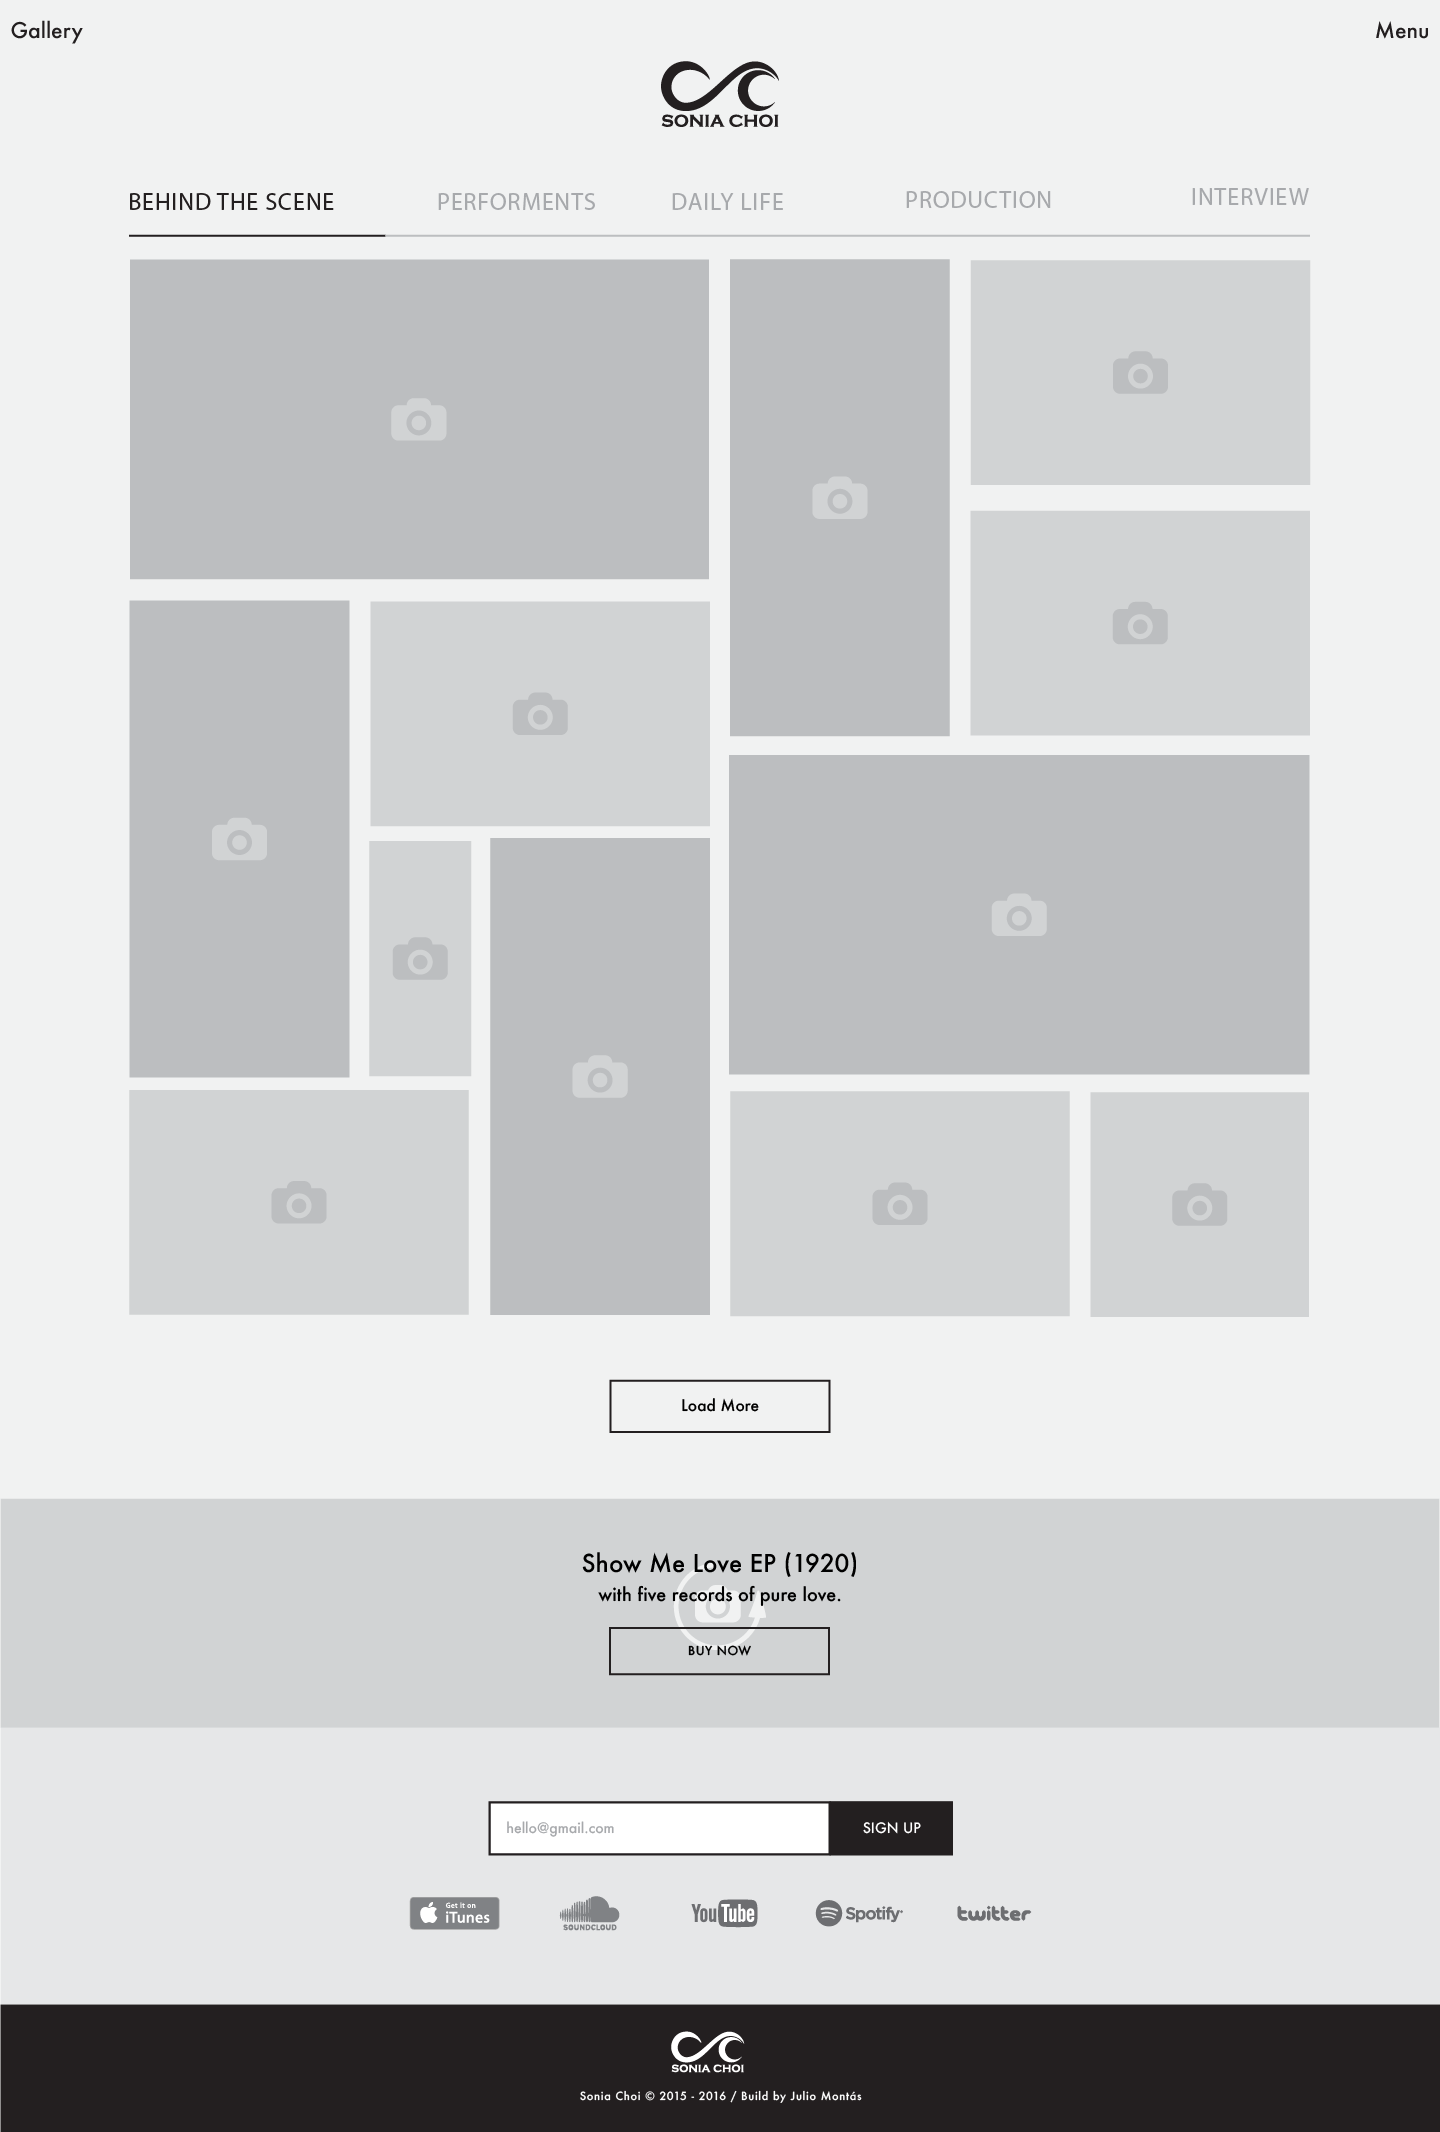 Gallery
Menu
SONIA CHOI
BEHIND THE SCENE
PERFORMENTS
DAILY LIFE
PRODUCTION
INTERVIEW
Load More
Show Me Love EP (1920)
with five records of pure love.
BUY NOW
hello@gmail.com
SIGN UP
Get it on
iTunes
SOUNDCLOUD
YouTube
Spotify
twitter
SONIA CHOI
Sonia Choi © 2015 - 2016 / Build by Julio Montás